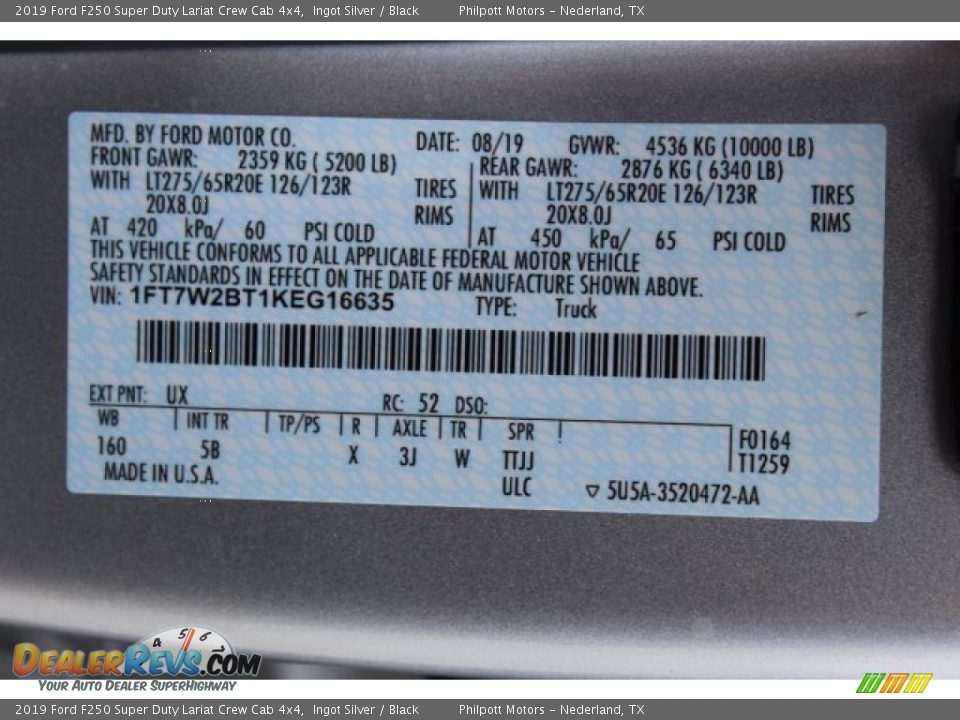 2019 Ford F250 Super Duty Lariat Crew Cab 4x4, Ingot Silver / Black Philpott Motors - Nederland, TX
MFD. BY FORD MOTOR CO. DATE: 08/19 GVWR: 4536 KG (10000 LB)
FRONT GAWR: 2359 KG ( 5200 LB) REAR GAWR: 2876 KG ( 6340 LB)
WITH LT275/65R20E 126/123R TIRES WITH LT275/65R20E 126/123R TIRES
20X8.0J RIMS 20X8.0J RIMS
AT 420 kPa/ 60 PSI COLD AT 450 kPa/ 65 PSI COLD
THIS VEHICLE CONFORMS TO ALL APPLICABLE FEDERAL MOTOR VEHICLE
SAFETY STANDARDS IN EFFECT ON THE DATE OF MANUFACTURE SHOWN ABOVE.
VIN: 1FT7W2BT1KEG16635 TYPE: Truck
EXT PNT: UX RC: 52 DSO:
WB INT TR TP/PS R AXLE TR SPR F0164
160 5B X 3J W TTJJ T1259
MADE IN U.S.A. ULC 5U5A-3520472-AA
4 5 6
DEALERREVS.COM
YOUR AUTO DEALER SUPERHIGHWAY
2019 Ford F250 Super Duty Lariat Crew Cab 4x4, Ingot Silver / Black Philpott Motors - Nederland, TX